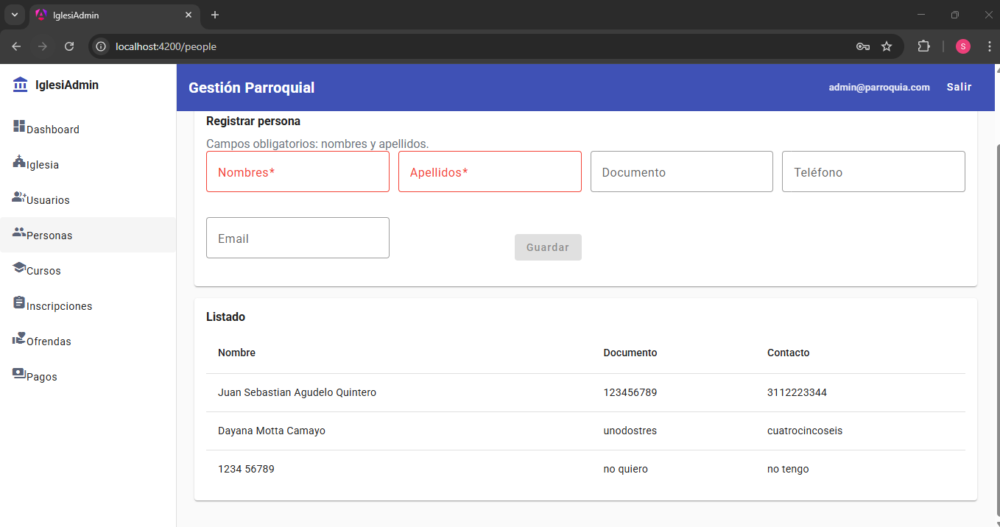 IglesiAdmin
localhost:4200/people
S
IglesiAdmin
Gestión Parroquial
admin@parroquia.com
Salir
Dashboard
Iglesia
Usuarios
Personas
Cursos
Inscripciones
Ofrendas
Pagos
Registrar persona
Campos obligatorios: nombres y apellidos.
Nombres*
Apellidos*
Documento
Teléfono
Email
Guardar
Listado
Nombre Documento Contacto
Juan Sebastian Agudelo Quintero 123456789 3112223344
Dayana Motta Camayo unodostres cuatrocincoseis
1234 56789 no quiero no tengo